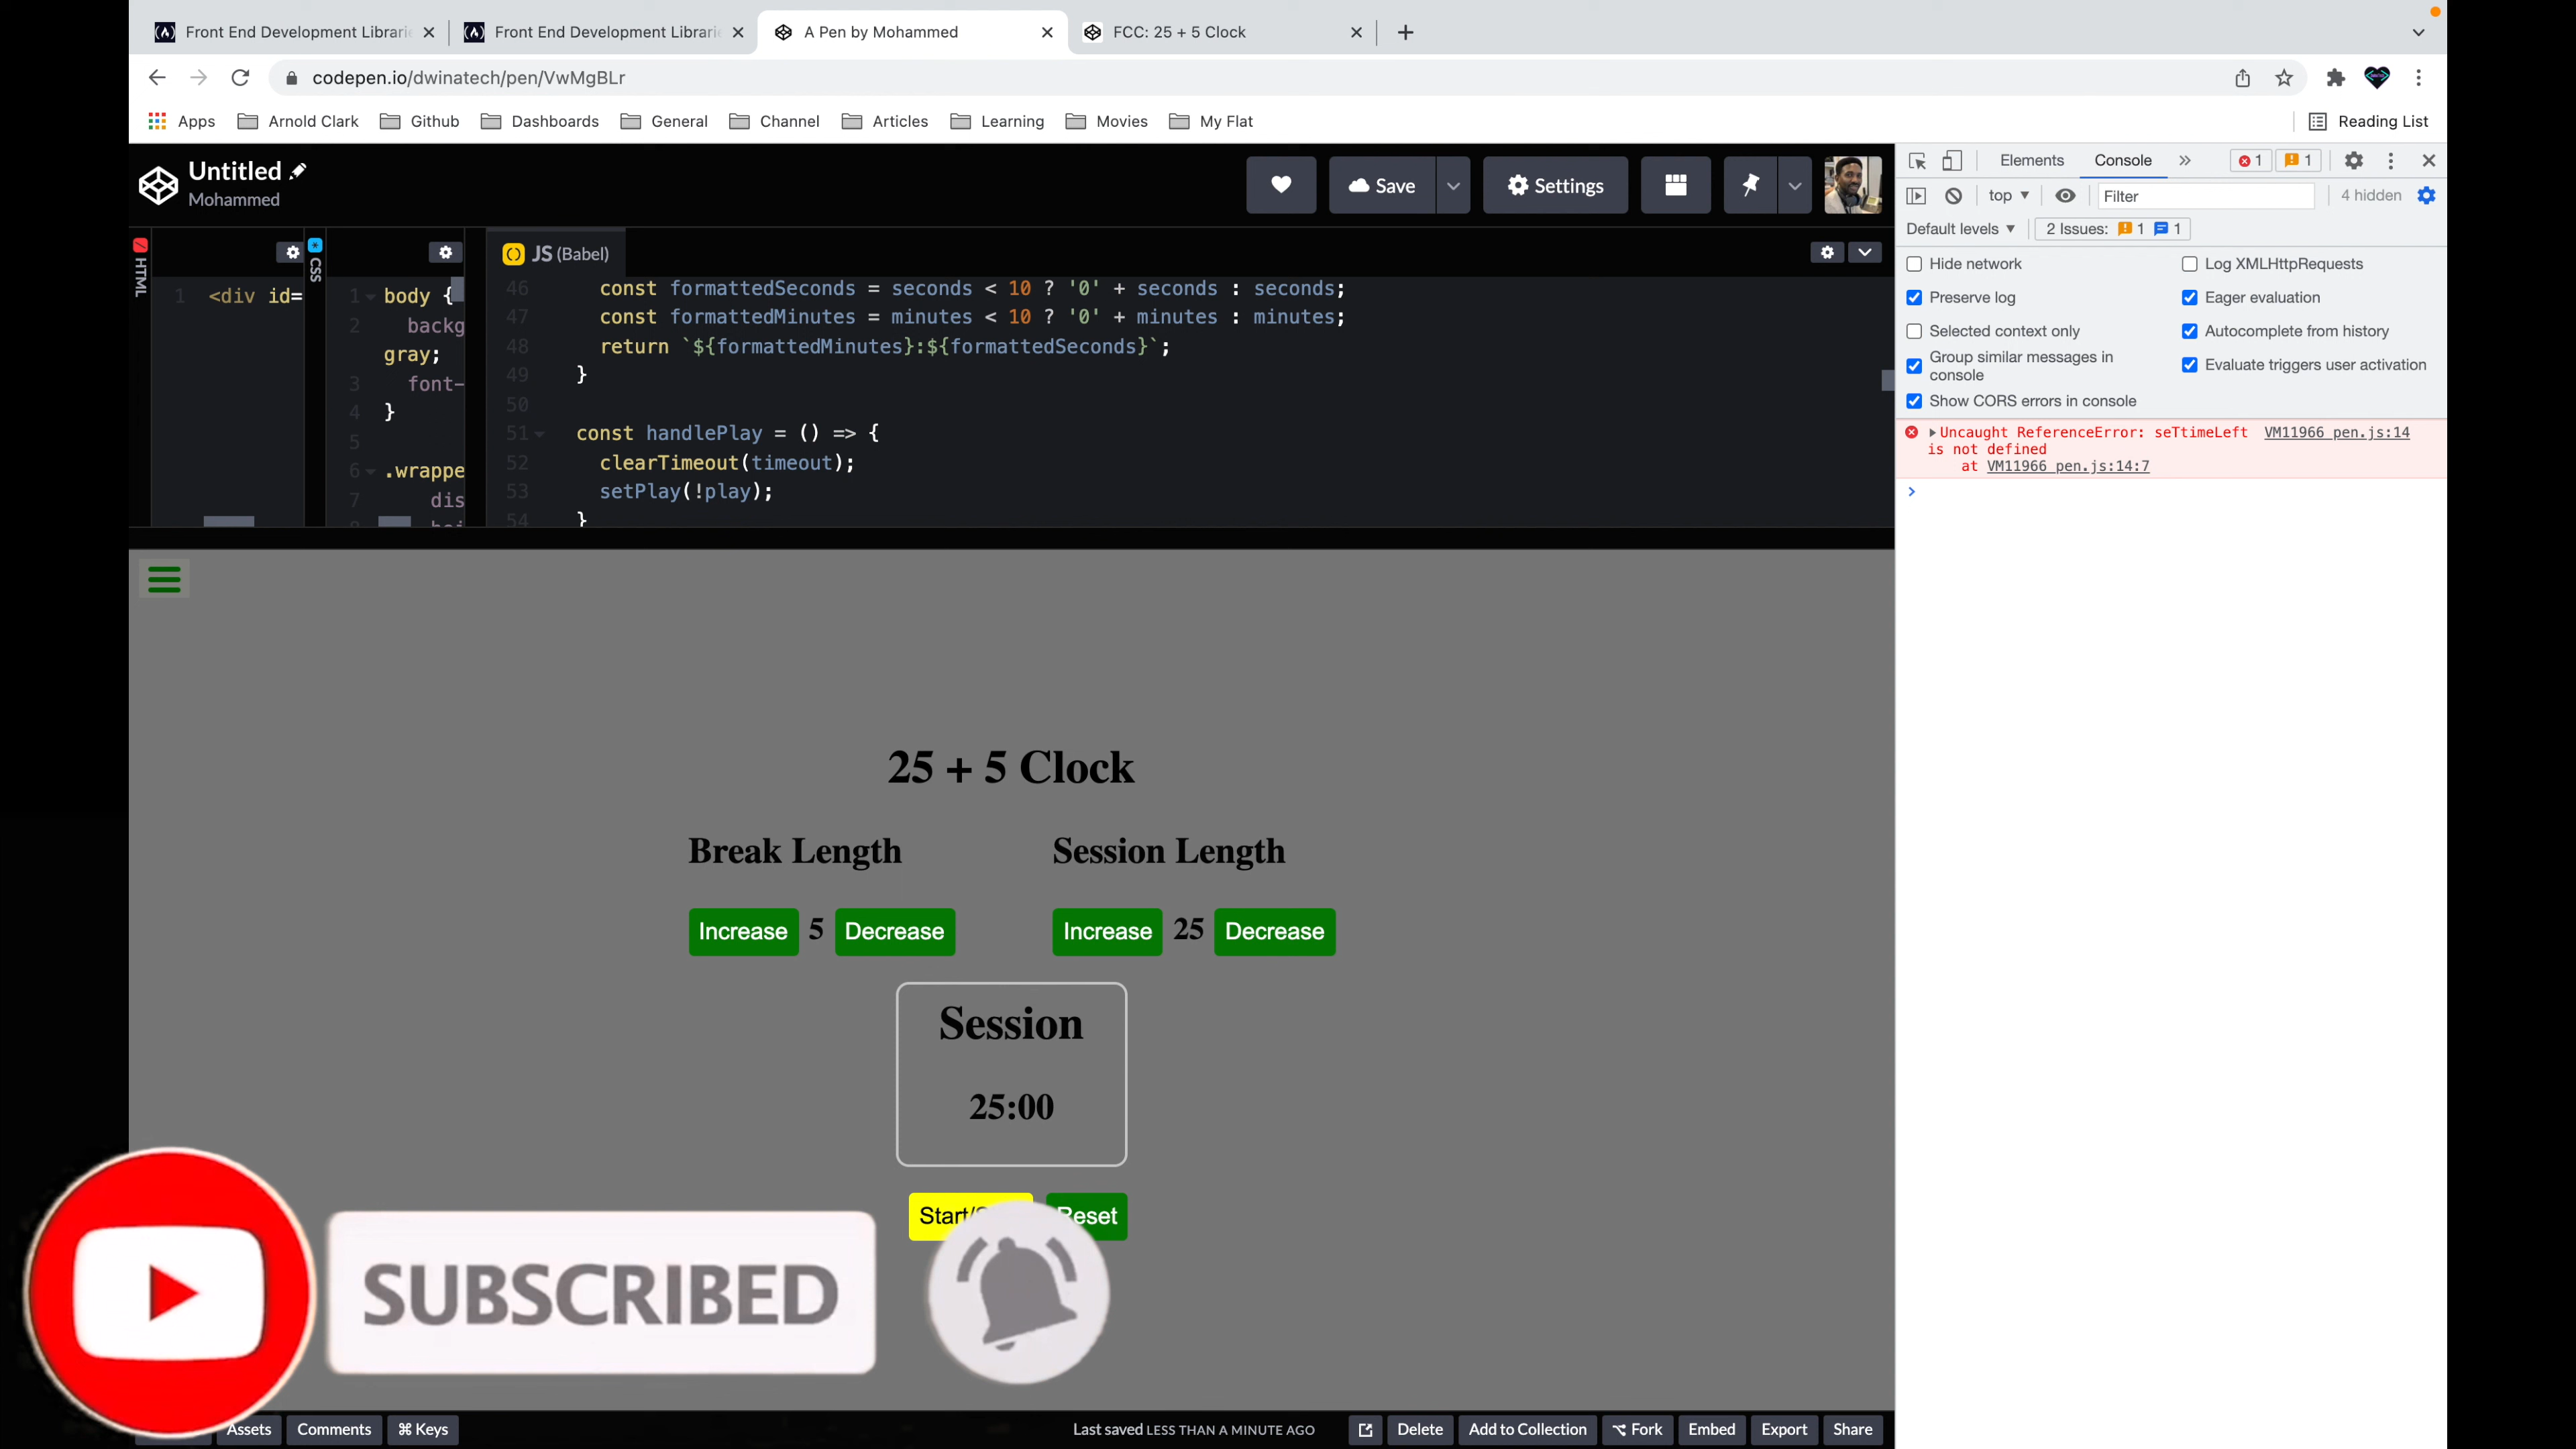 Front End Development Librarie
Front End Development Librarie
A Pen by Mohammed
FCC: 25 + 5 Clock
codepen.io/dwinatech/pen/VwMgBLr
Apps
Arnold Clark
Github
Dashboards
General
Channel
Articles
Learning
Movies
My Flat
Reading List
Untitled
Mohammed
Save
Settings
HTML
1 <div id=
CSS
1 body {
2 backg
gray;
3 font-
4 }
5
6 .wrappe
7 dis
8
JS (Babel)
46 const formattedSeconds = seconds < 10 ? '0' + seconds : seconds;
47 const formattedMinutes = minutes < 10 ? '0' + minutes : minutes;
48 return `${formattedMinutes}:${formattedSeconds}`;
49 }
50
51 const handlePlay = () => {
52 clearTimeout(timeout);
53 setPlay(!play);
54 }
Elements
Console
1
1
top
Filter
4 hidden
Default levels
2 Issues: 1 1
Hide network
Log XMLHttpRequests
Preserve log
Eager evaluation
Selected context only
Autocomplete from history
Group similar messages in
console
Evaluate triggers user activation
Show CORS errors in console
Uncaught ReferenceError: seTtimeLeft VM11966 pen.js:14
is not defined
at VM11966 pen.js:14:7
25 + 5 Clock
Break Length
Session Length
Increase 5 Decrease
Increase 25 Decrease
Session
25:00
Reset
SUBSCRIBED
Assets
Comments
⌘ Keys
Last saved LESS THAN A MINUTE AGO
Delete
Add to Collection
Fork
Embed
Export
Share